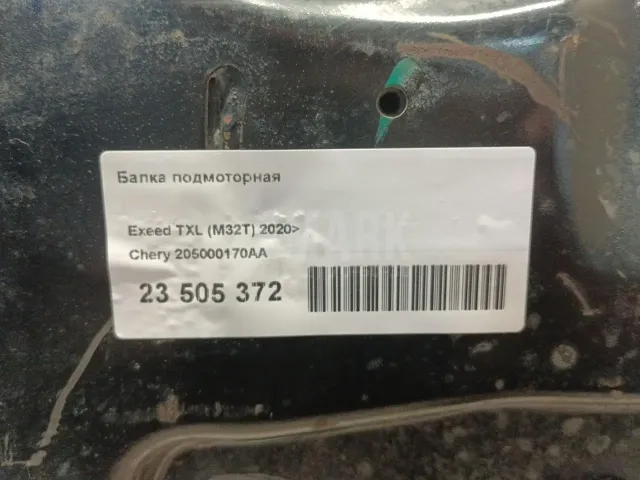 Балка подмоторная
Exeed TXL (M32T) 2020>
Chery 205000170AA
23 505 372